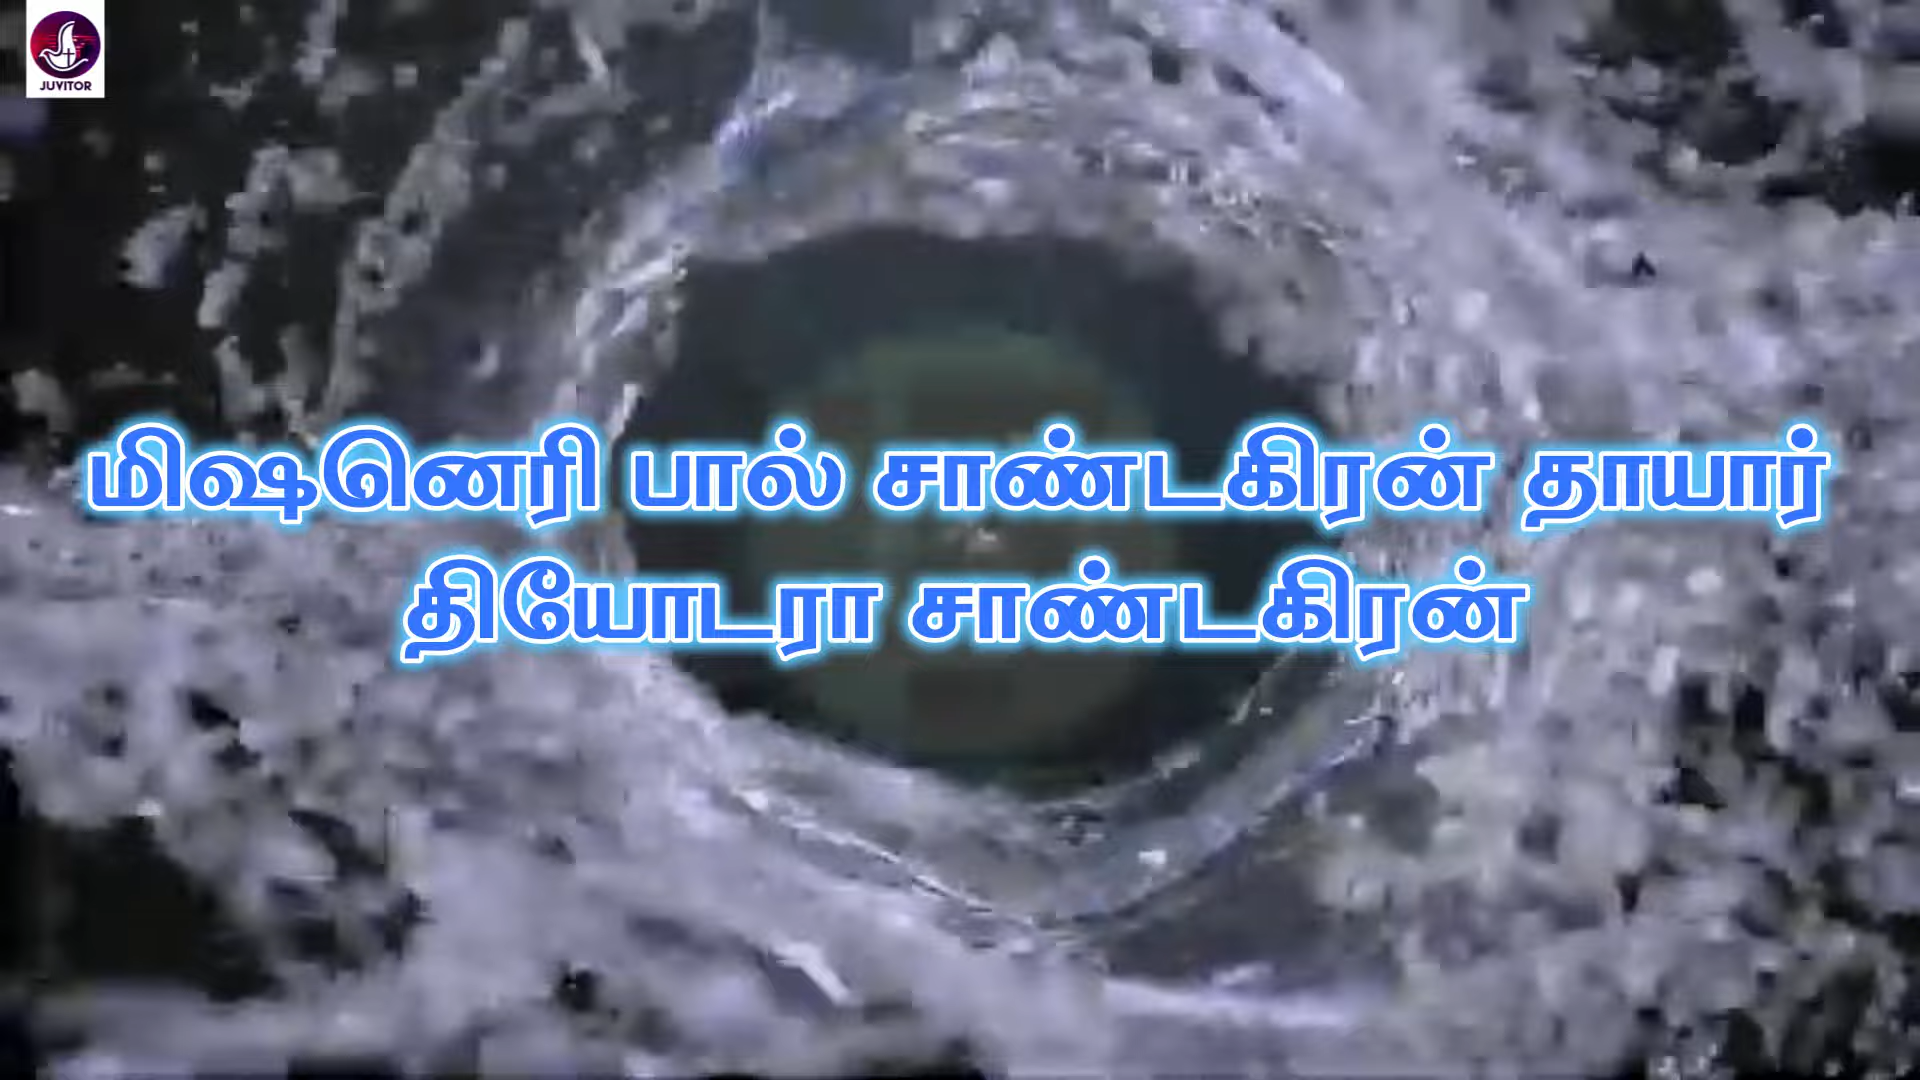 JUVITOR
மிஷனெரி பால் சாண்டகிரன் தாயார்
தியோடரா சாண்டகிரன்